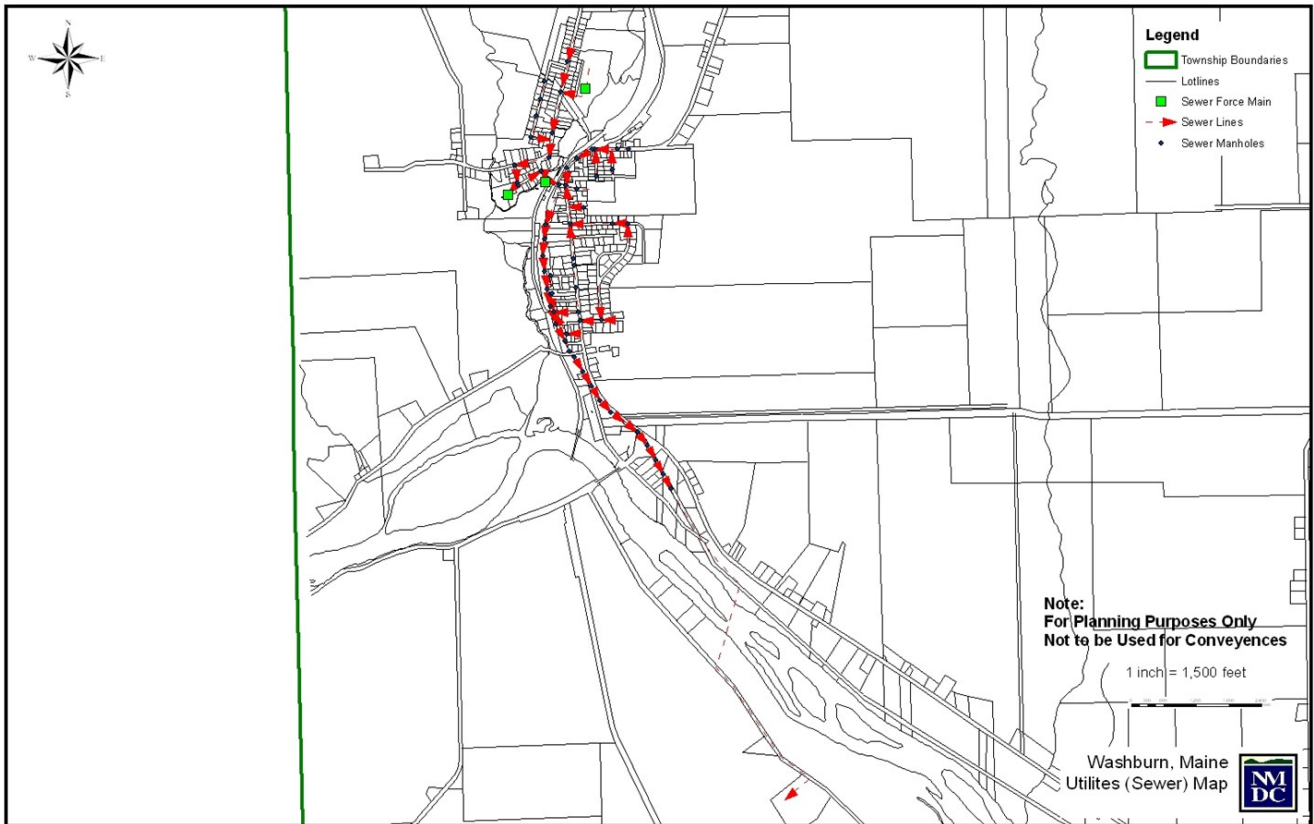 N
W
E
S
Legend
Township Boundaries
Lotlines
Sewer Force Main
Sewer Lines
Sewer Manholes
Note:
For Planning Purposes Only
Not to be Used for Conveyences
1 inch = 1,500 feet
Washburn, Maine
Utilites (Sewer) Map
NM
DC